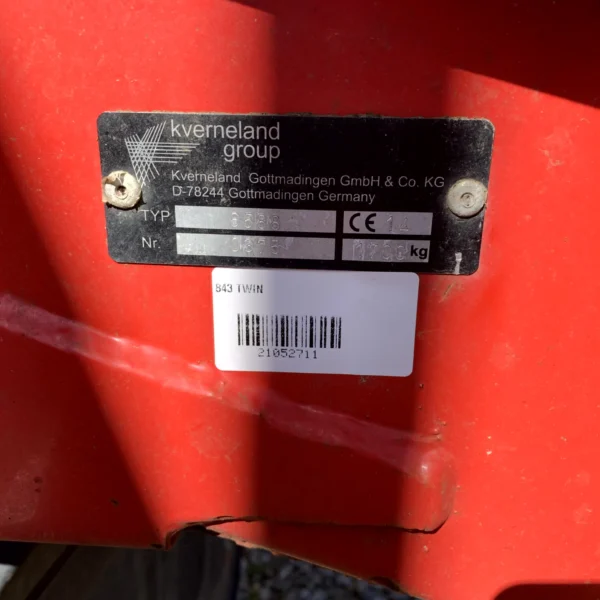 kverneland
group
Kverneland Gottmadingen GmbH & Co. KG
D-78244 Gottmadingen Germany
TYP CE
Nr. kg
843 TWIN
21052711